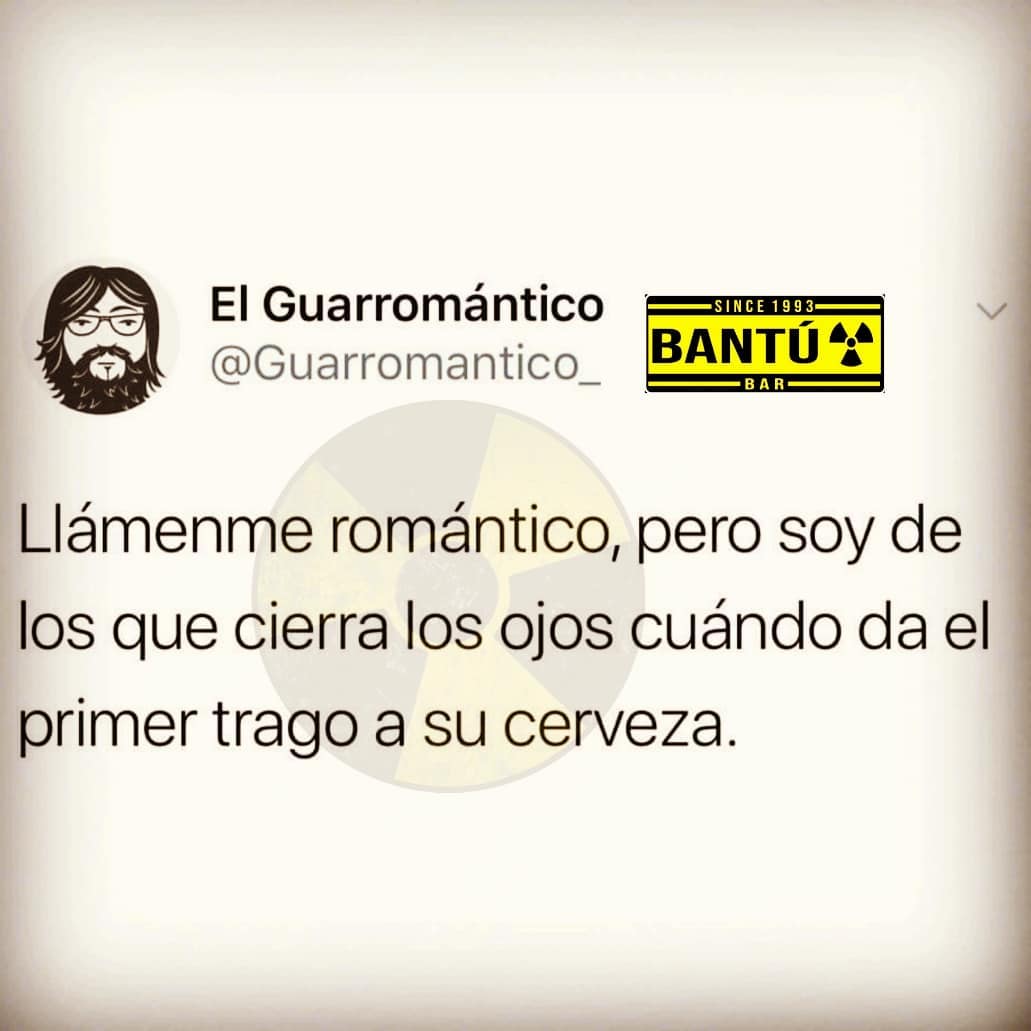 El Guarromántico
@Guarromantico_
SINCE 1993
BANTÚ
BAR
Llámenme romántico, pero soy de
los que cierra los ojos cuándo da el
primer trago a su cerveza.